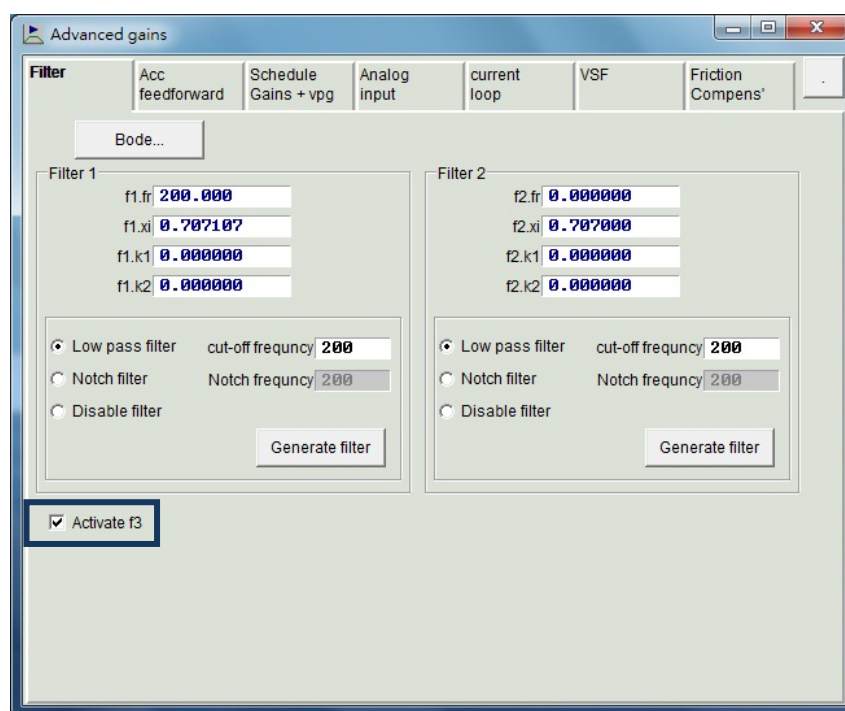 Advanced gains
Filter
Acc
feedforward
Schedule
Gains + vpg
Analog
input
current
loop
VSF
Friction
Compens'
.
Bode...
Filter 1
f1.fr 200.000
f1.xi 0.707107
f1.k1 0.000000
f1.k2 0.000000
Low pass filter cut-off frequncy 200
Notch filter Notch frequncy 200
Disable filter
Generate filter
Filter 2
f2.fr 0.000000
f2.xi 0.707000
f2.k1 0.000000
f2.k2 0.000000
Low pass filter cut-off frequncy 200
Notch filter Notch frequncy 200
Disable filter
Generate filter
Activate f3